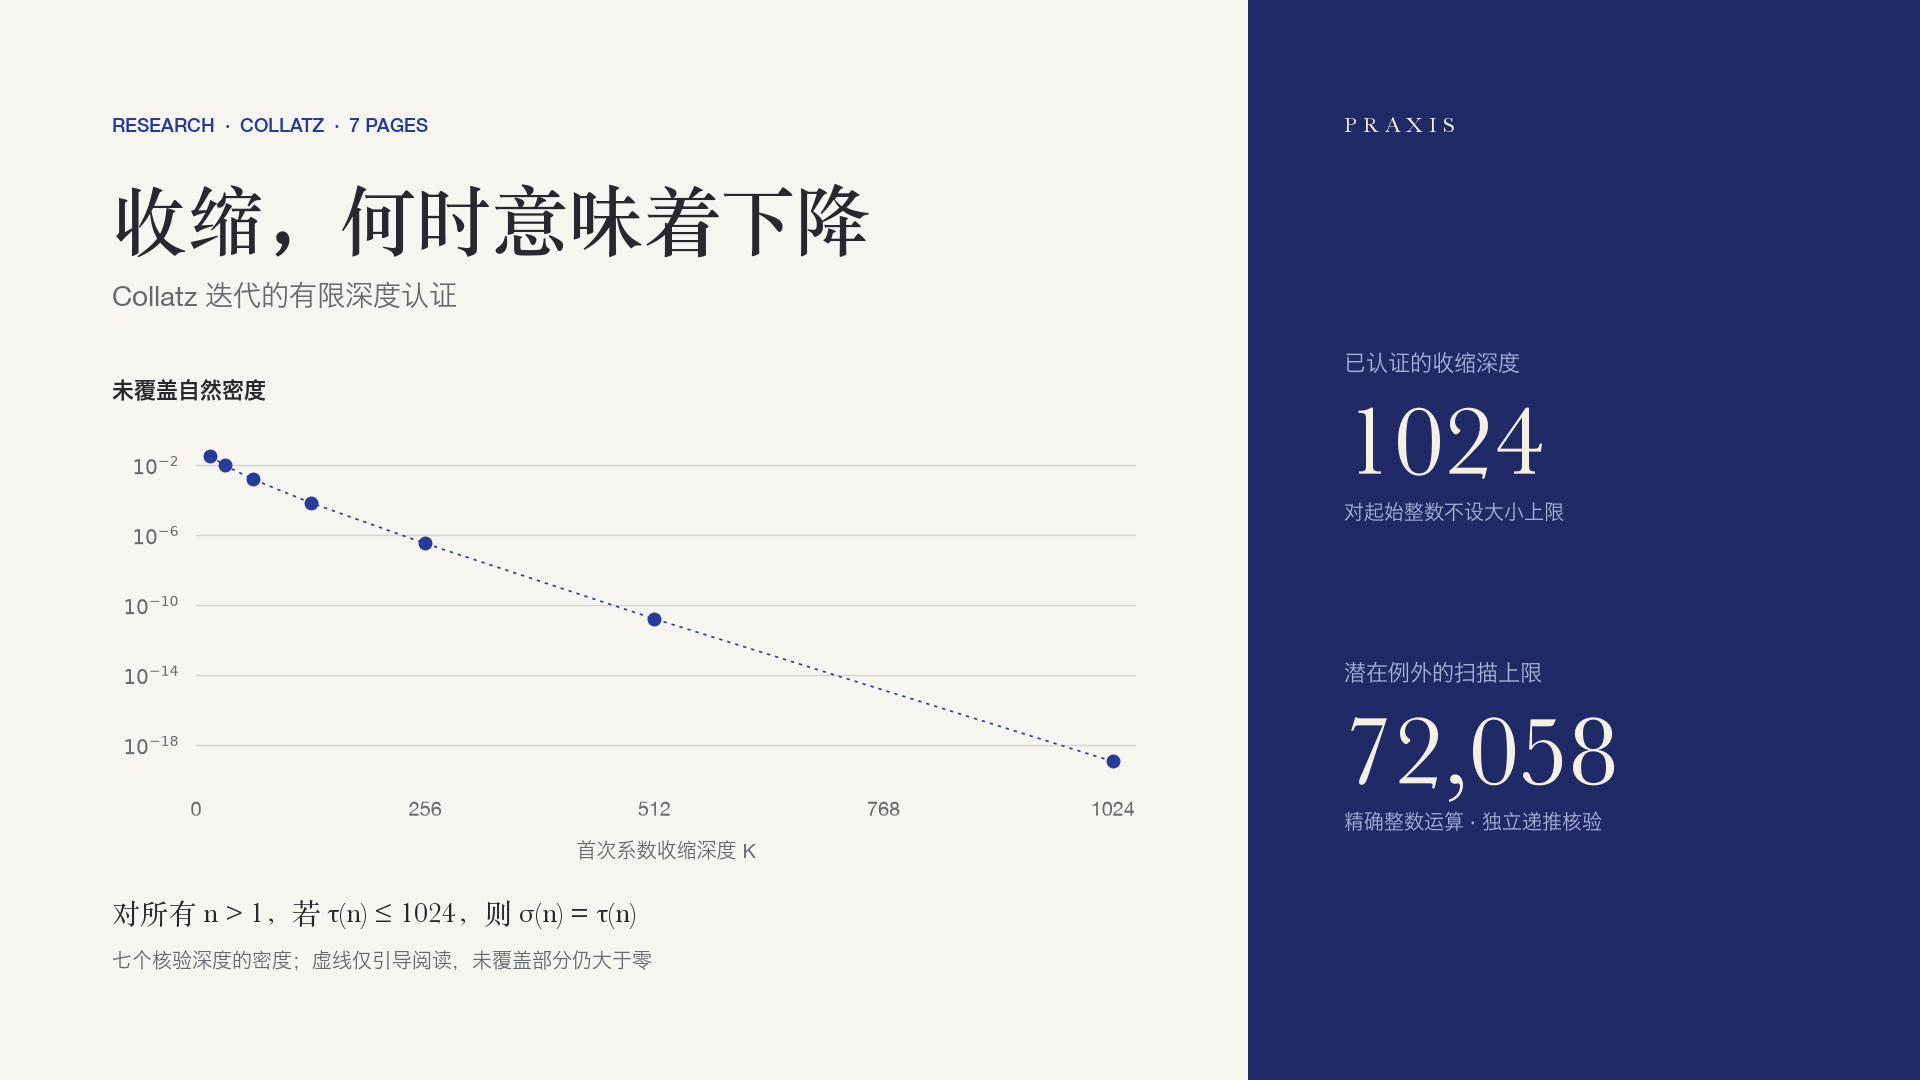 RESEARCH · COLLATZ · 7 PAGES
收缩，何时意味着下降
Collatz 迭代的有限深度认证
未覆盖自然密度
10⁻²
10⁻⁶
10⁻¹⁰
10⁻¹⁴
10⁻¹⁸
0 256 512 768 1024
首次系数收缩深度 K
对所有 n > 1，若 τ(n) ≤ 1024，则 σ(n) = τ(n)
七个核验深度的密度；虚线仅引导阅读，未覆盖部分仍大于零
PRAXIS
已认证的收缩深度
1024
对起始整数不设大小上限
潜在例外的扫描上限
72,058
精确整数运算 · 独立递推核验